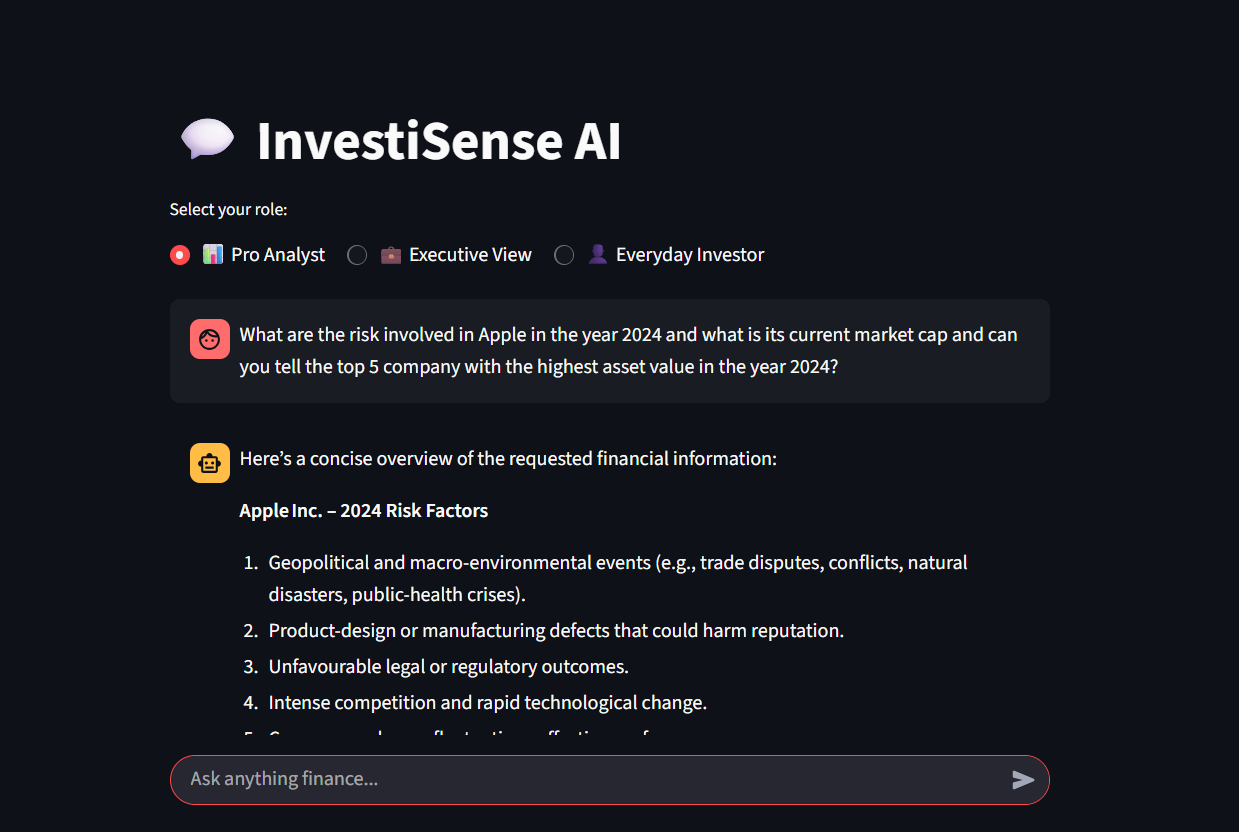 InvestiSense AI
Select your role:
Pro Analyst Executive View Everyday Investor
What are the risk involved in Apple in the year 2024 and what is its current market cap and can
you tell the top 5 company with the highest asset value in the year 2024?
Here’s a concise overview of the requested financial information:
Apple Inc. – 2024 Risk Factors
1. Geopolitical and macro-environmental events (e.g., trade disputes, conflicts, natural
disasters, public-health crises).
2. Product-design or manufacturing defects that could harm reputation.
3. Unfavourable legal or regulatory outcomes.
4. Intense competition and rapid technological change.
Ask anything finance...